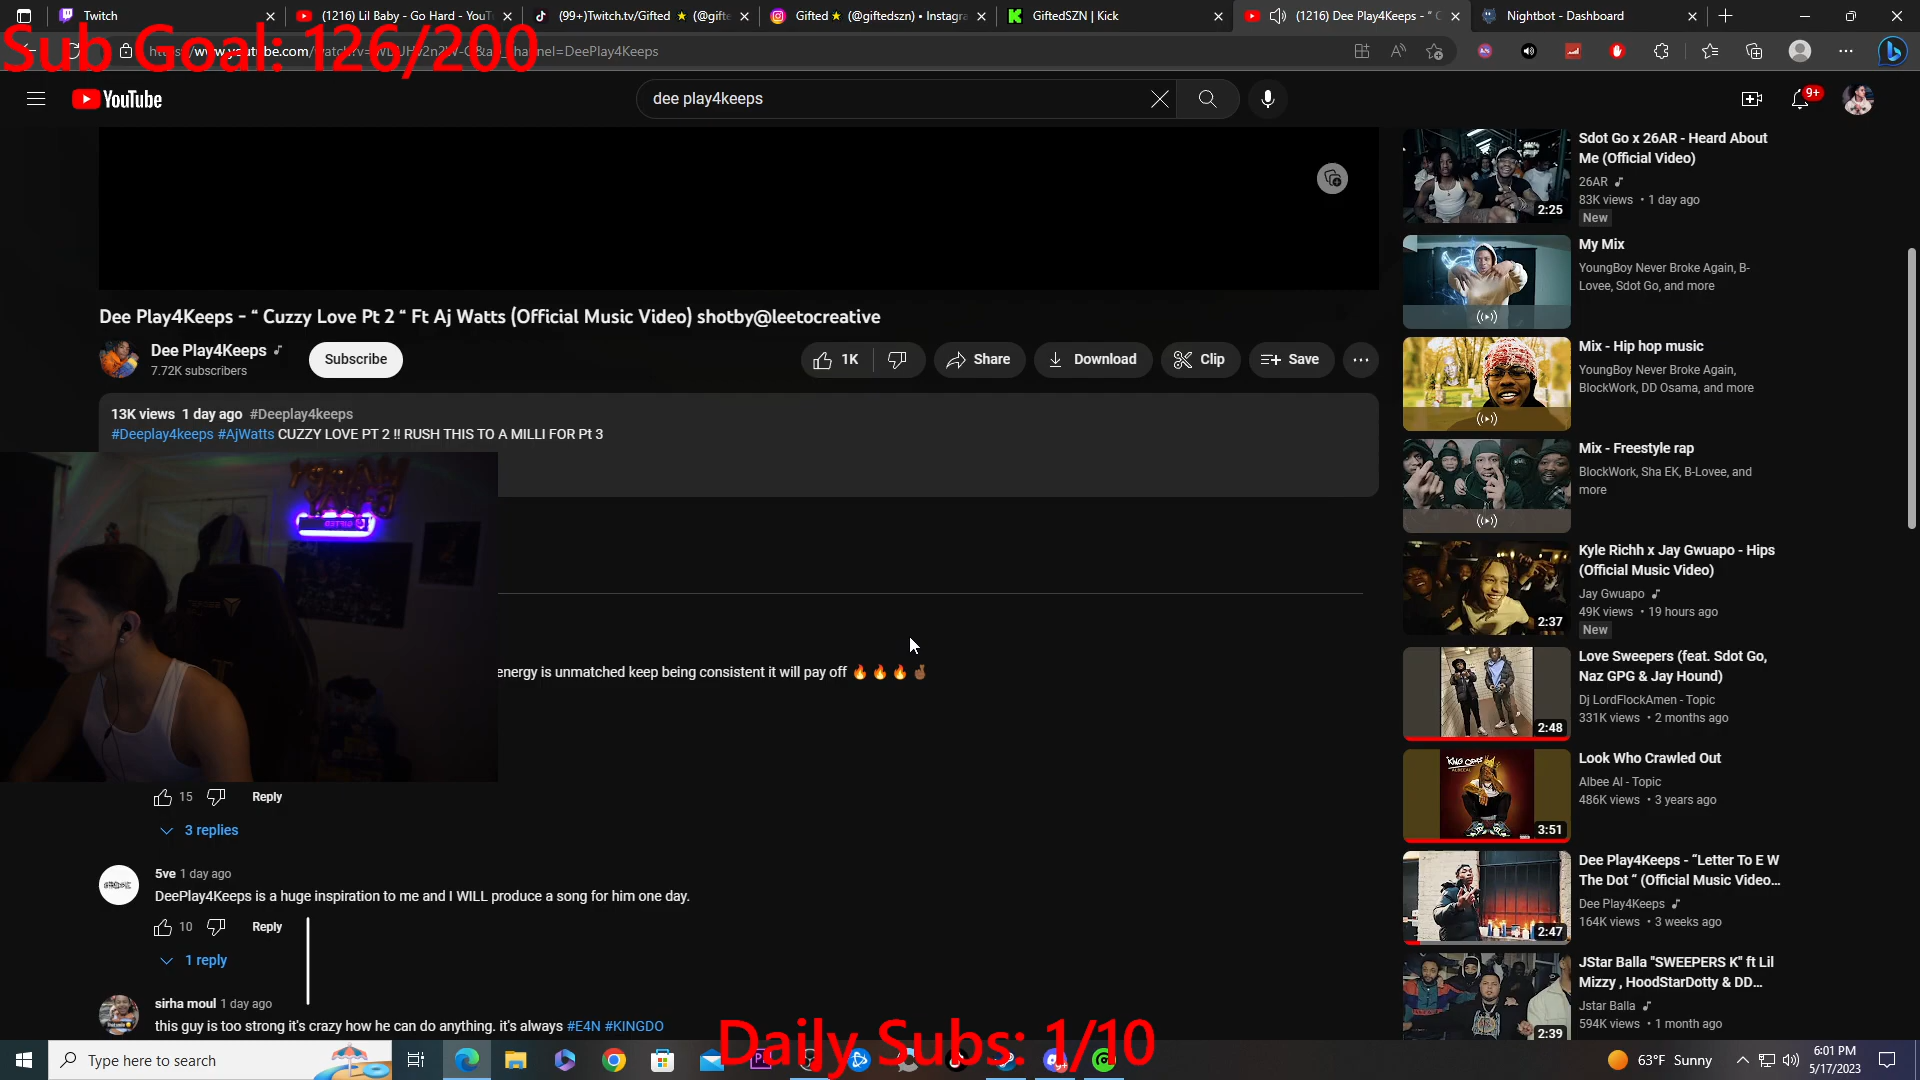 Twitch
(1216) Lil Baby - Go Hard - YouT
(99+)Twitch.tv/Gifted ⭐ (@gifte
Gifted ⭐ (@giftedszn) • Instagra
GiftedSZN | Kick
(1216) Dee Play4Keeps - “ C
Nightbot - Dashboard
Sub Goal: 126/200
www.youtube.com
channel=DeePlay4Keeps
YouTube
dee play4keeps
9+
Dee Play4Keeps - “ Cuzzy Love Pt 2 “ Ft Aj Watts (Official Music Video) shotby@leetocreative
Dee Play4Keeps
7.72K subscribers
Subscribe
1K
Share
Download
Clip
Save
13K views 1 day ago #Deeplay4keeps
#Deeplay4keeps #AjWatts CUZZY LOVE PT 2 !! RUSH THIS TO A MILLI FOR Pt 3
energy is unmatched keep being consistent it will pay off 🔥 🔥 🔥
15
Reply
3 replies
5ve 1 day ago
DeePlay4Keeps is a huge inspiration to me and I WILL produce a song for him one day.
10
Reply
1 reply
sirha moul 1 day ago
this guy is too strong it's crazy how he can do anything. it's always #E4N #KINGDO
Sdot Go x 26AR - Heard About
Me (Official Video)
26AR
83K views • 1 day ago
New
2:25
My Mix
YoungBoy Never Broke Again, B-
Lovee, Sdot Go, and more
Mix - Hip hop music
YoungBoy Never Broke Again,
BlockWork, DD Osama, and more
Mix - Freestyle rap
BlockWork, Sha EK, B-Lovee, and
more
Kyle Richh x Jay Gwuapo - Hips
(Official Music Video)
Jay Gwuapo
49K views • 19 hours ago
New
2:37
Love Sweepers (feat. Sdot Go,
Naz GPG & Jay Hound)
Dj LordFlockAmen - Topic
331K views • 2 months ago
2:48
Look Who Crawled Out
Albee Al - Topic
486K views • 3 years ago
3:51
Dee Play4Keeps - “Letter To E W
The Dot “ (Official Music Video...
Dee Play4Keeps
164K views • 3 weeks ago
2:47
JStar Balla "SWEEPERS K" ft Lil
Mizzy , HoodStarDotty & DD...
Jstar Balla
594K views • 1 month ago
2:39
Daily Subs: 1/10
Type here to search
63°F Sunny
6:01 PM
5/17/2023